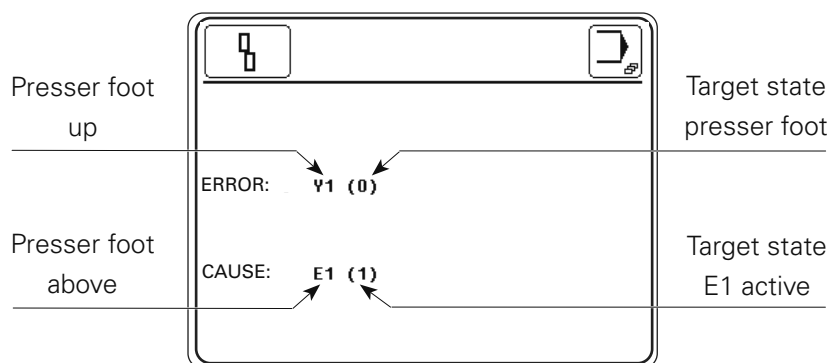 Presser foot
up
Target state
presser foot
ERROR: Y1 (0)
Presser foot
above
Target state
E1 active
CAUSE: E1 (1)